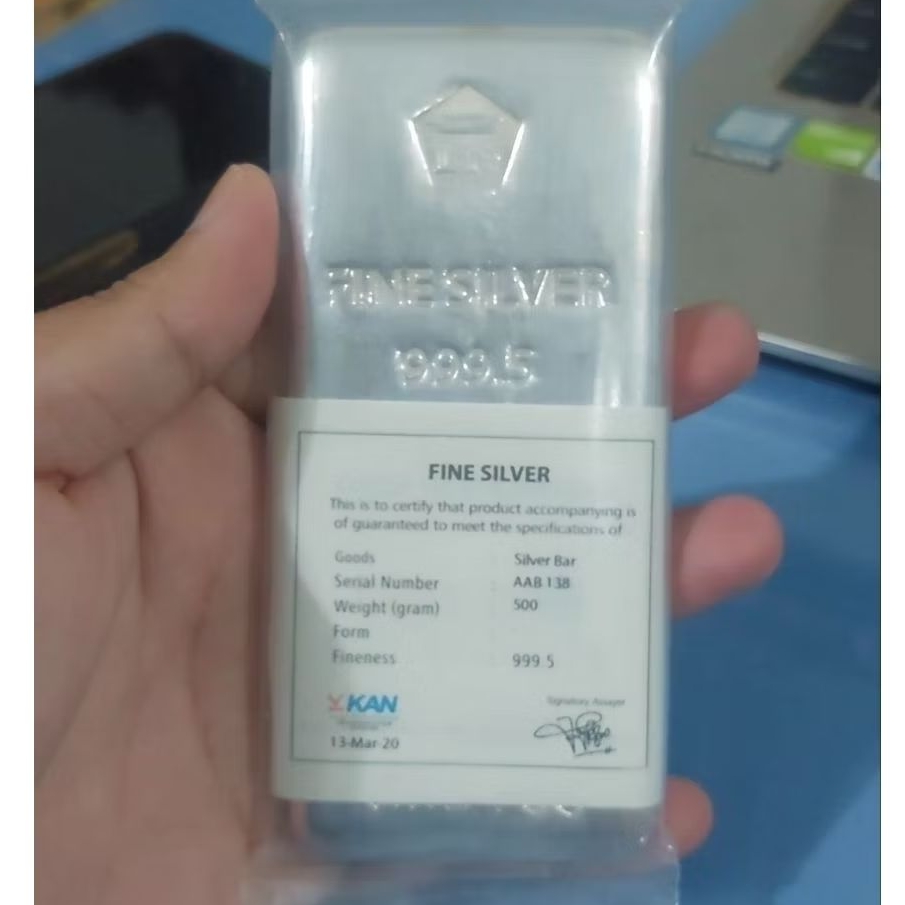 FINE SILVER
999.5
FINE SILVER
This is to certify that product accompanying is
of guaranteed to meet the specifications of
Goods Silver Bar
Serial Number AAB 138
Weight (gram) 500
Form
Fineness 999.5
KAN
Signatory Assayer
13-Mar-20